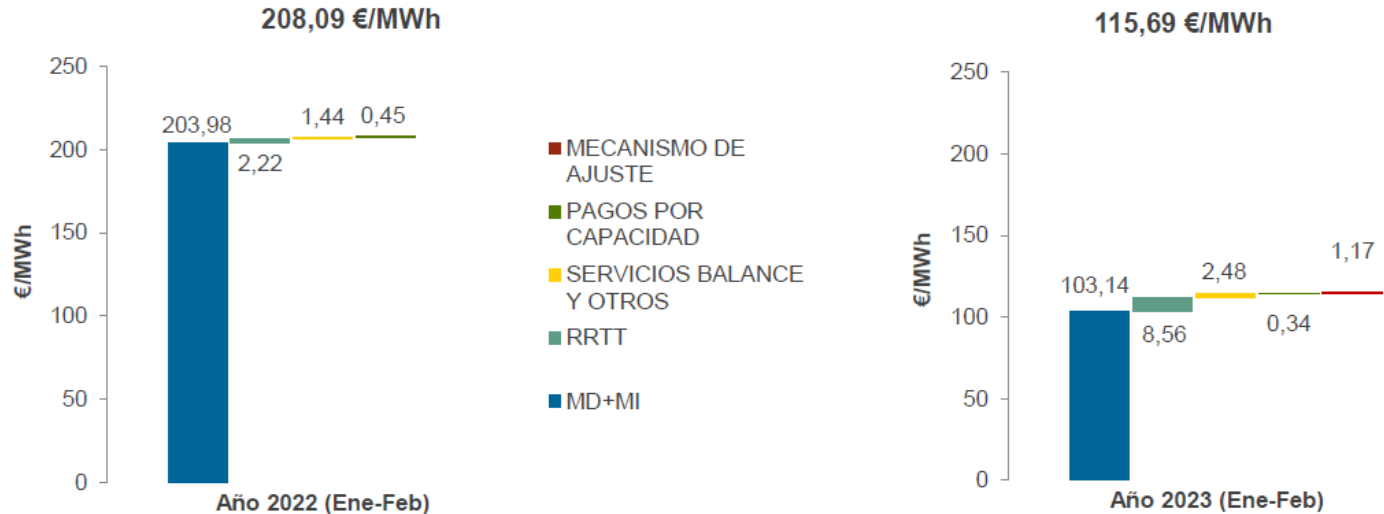 208,09 €/MWh
250
200
150
100
50
0
€/MWh
203,98
2,22
1,44
0,45
Año 2022 (Ene-Feb)
MECANISMO DE
AJUSTE
PAGOS POR
CAPACIDAD
SERVICIOS BALANCE
Y OTROS
RRTT
MD+MI
115,69 €/MWh
250
200
150
100
50
0
€/MWh
103,14
8,56
2,48
0,34
1,17
Año 2023 (Ene-Feb)